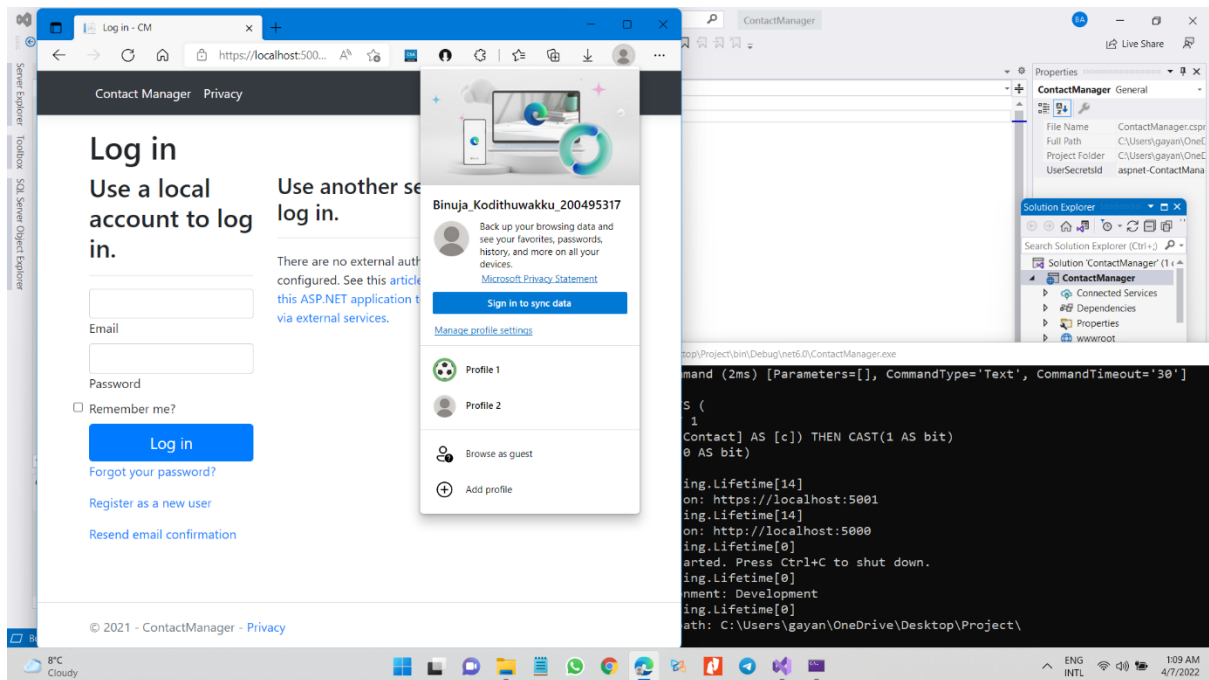 Log in - CM
https://localhost:500...
Contact Manager Privacy
Log in
Use a local
account to log
in.
Email
Password
Remember me?
Log in
Forgot your password?
Register as a new user
Resend email confirmation
Use another se
log in.
There are no external auth
configured. See this article
this ASP.NET application t
via external services.
© 2021 - ContactManager - Privacy
Binuja_Kodithuwakku_200495317
Back up your browsing data and
see your favorites, passwords,
history, and more on all your
devices.
Microsoft Privacy Statement
Sign in to sync data
Manage profile settings
Profile 1
Profile 2
Browse as guest
Add profile
Server Explorer
Toolbox
SQL Server Object Explorer
ContactManager
BA
Live Share
Properties
ContactManager General
File Name ContactManager.cspr
Full Path C:\Users\gayan\OneD
Project Folder C:\Users\gayan\OneD
UserSecretsId aspnet-ContactMana
Solution Explorer
Search Solution Explorer (Ctrl+;)
Solution 'ContactManager' (1
ContactManager
Connected Services
Dependencies
Properties
wwwroot
top\Project\bin\Debug\net6.0\ContactManager.exe
mand (2ms) [Parameters=[], CommandType='Text', CommandTimeout='30']
S (
1
Contact] AS [c]) THEN CAST(1 AS bit)
0 AS bit)
ing.Lifetime[14]
on: https://localhost:5001
ing.Lifetime[14]
on: http://localhost:5000
ing.Lifetime[0]
arted. Press Ctrl+C to shut down.
ing.Lifetime[0]
nment: Development
ing.Lifetime[0]
ath: C:\Users\gayan\OneDrive\Desktop\Project\
8°C
Cloudy
ENG
INTL
1:09 AM
4/7/2022